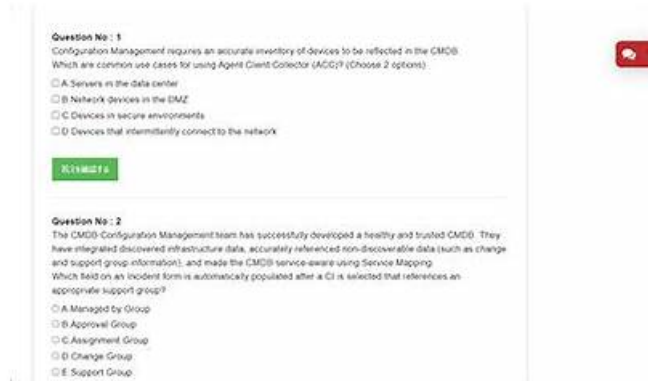 Question No : 1
Configuration Management requires an accurate inventory of devices to be reflected in the CMDB.
Which are common use cases for using Agent Client Collector (ACC)? (Choose 2 options)
A.Servers in the data center
B.Network devices in the DMZ
C.Devices in secure environments
D.Devices that intermittently connect to the network
Question No : 2
The CMDB Configuration Management team has successfully developed a healthy and trusted CMDB. They
have integrated discovered infrastructure data, accurately referenced non-discoverable data (such as change
and support group information), and made the CMDB service-aware using Service Mapping.
Which field on an Incident form is automatically populated after a CI is selected that references an
appropriate support group?
A.Managed by Group
B.Approval Group
C.Assignment Group
D.Change Group
E.Support Group